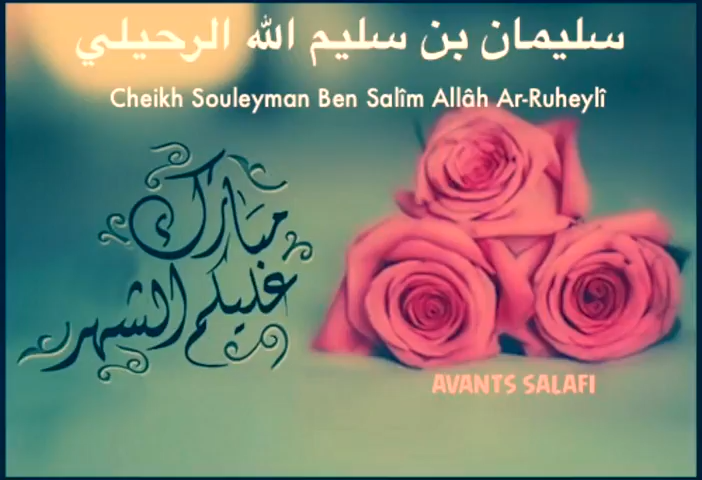 سليمان بن سليم الله الرحيلي
Cheikh Souleyman Ben Salîm Allâh Ar-Ruheylî
مبارك
عليكم الشهر
AVANTS SALAFI